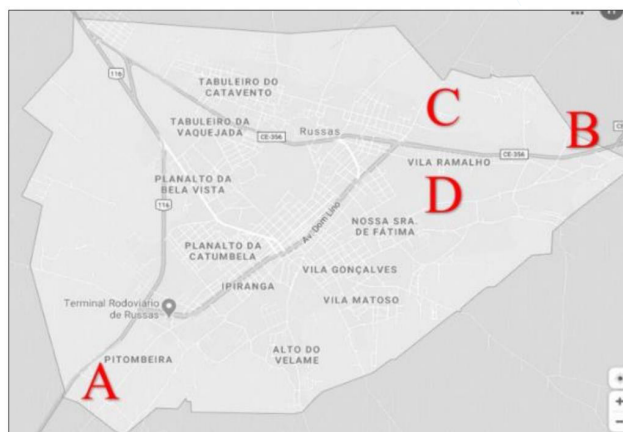 116
TABULEIRO DO
CATAVENTO
C
TABULEIRO DA
VAQUEJADA
Russas
B
CE-356
CE-356
VILA RAMALHO
PLANALTO DA
BELA VISTA
D
116
Av. Dom Lino
NOSSA SRA.
DE FÁTIMA
PLANALTO DA
CATUMBELA
VILA GONÇALVES
IPIRANGA
Terminal Rodoviário
de Russas
VILA MATOSO
PITOMBEIRA
ALTO DO
VELAME
A